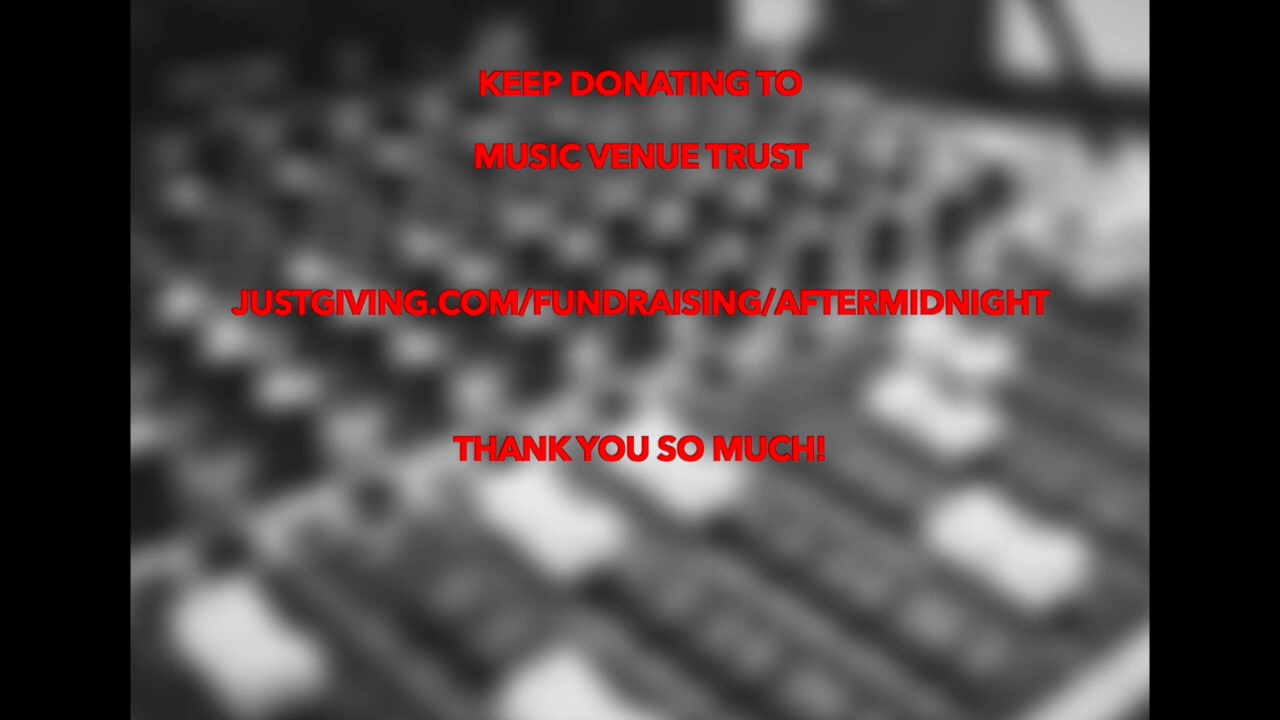 KEEP DONATING TO
MUSIC VENUE TRUST
JUSTGIVING.COM/FUNDRAISING/AFTERMIDNIGHT
THANK YOU SO MUCH!